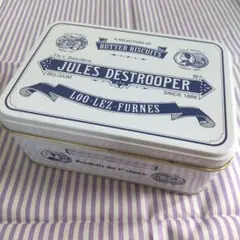 A SELECTION OF
BUTTER BISCUITS
JULES DESTROOPER
BELGIUM
SINCE 1886
LOO-LEZ-FURNES